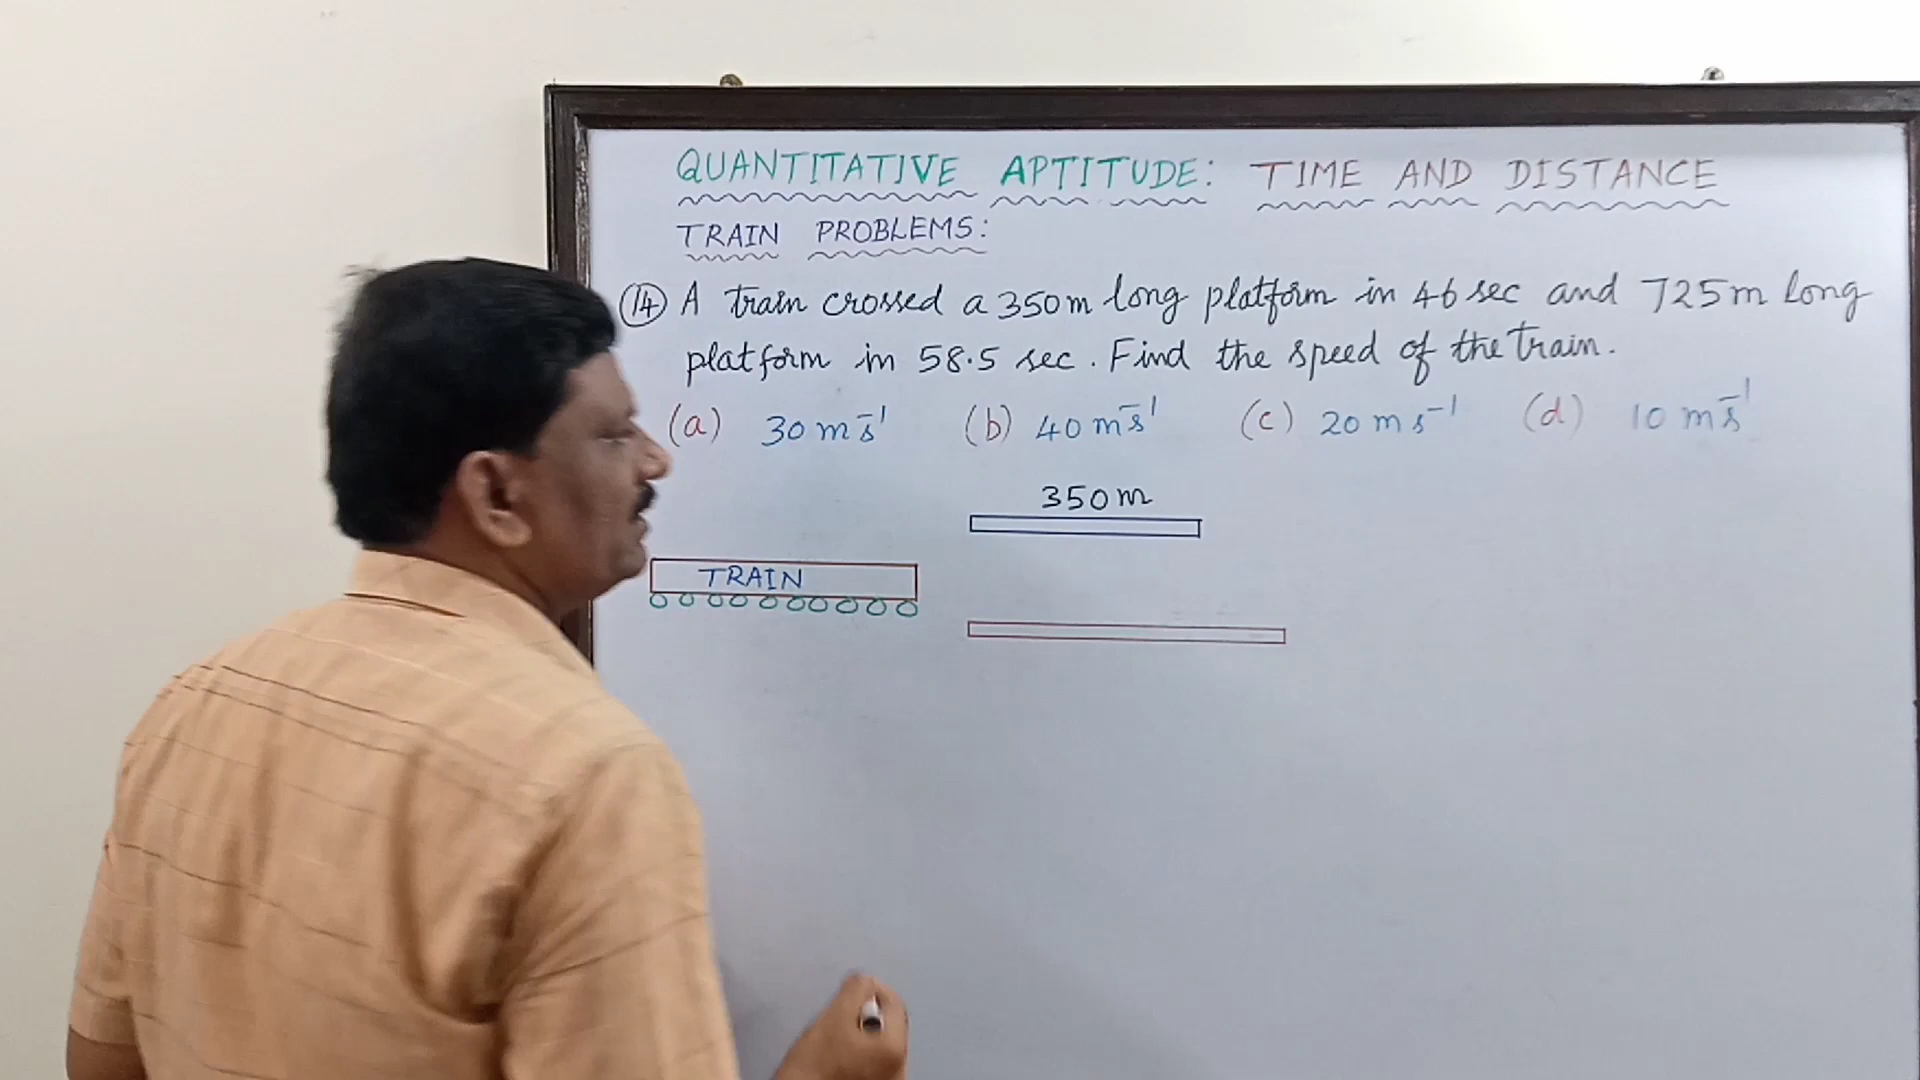 QUANTITATIVE APTITUDE: TIME AND DISTANCE
TRAIN PROBLEMS:
(14) A train crossed a 350m long platform in 46 sec and 725m long
platform in 58.5 sec. Find the speed of the train.
(a) 30 ms⁻¹ (b) 40 ms⁻¹ (c) 20 ms⁻¹ (d) 10 ms⁻¹
350m
TRAIN